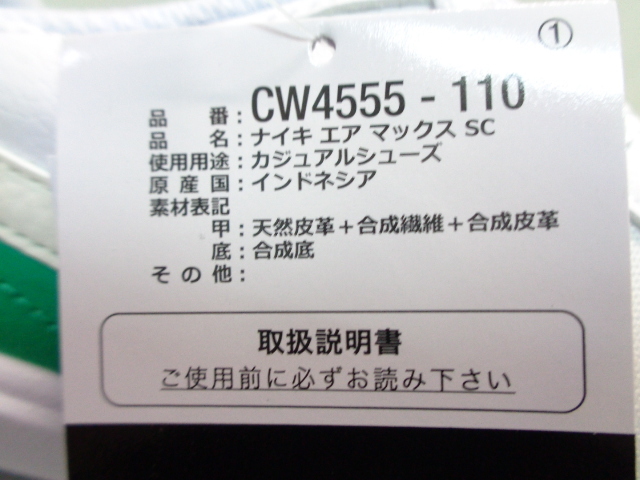 ①
品番：CW4555 - 110
品名：ナイキ エア マックス SC
使用用途：カジュアルシューズ
原産国：インドネシア
素材表記
甲：天然皮革＋合成繊維＋合成皮革
底：合成底
その他：
取扱説明書
ご使用前に必ずお読み下さい